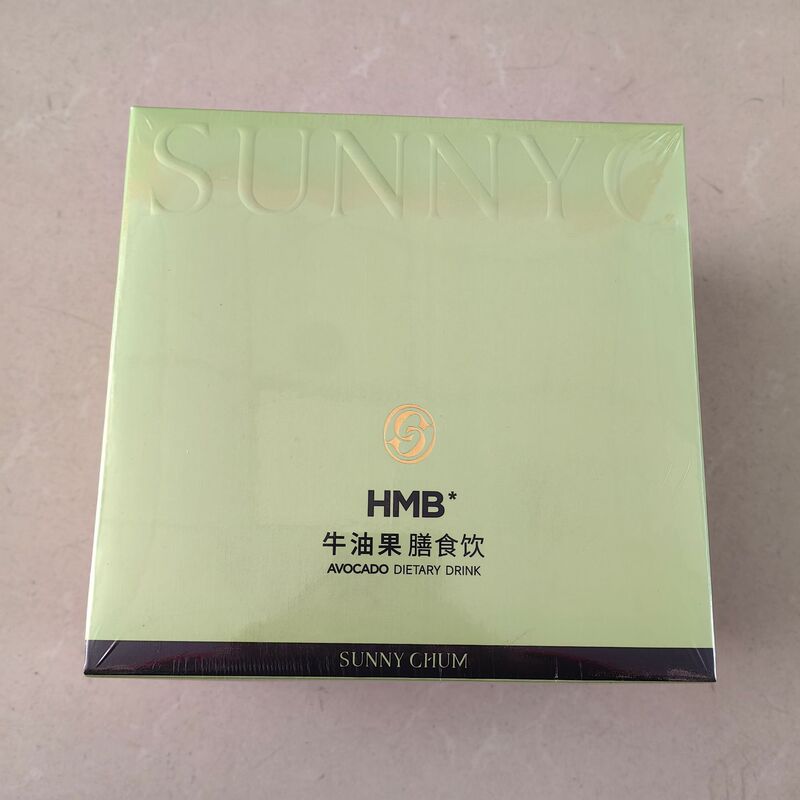 SUNNYC
HMB*
牛油果 膳食饮
AVOCADO DIETARY DRINK
SUNNY CHUM